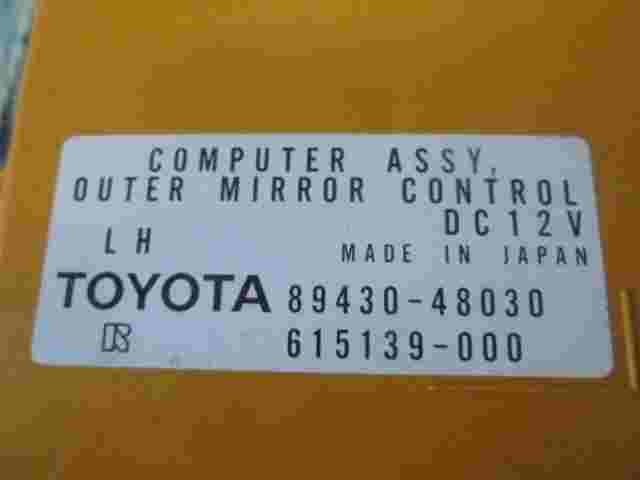 COMPUTER ASSY,
OUTER MIRROR CONTROL
DC12V
LH
MADE IN JAPAN
TOYOTA 89430-48030
615139-000